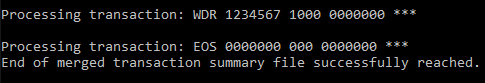 Processing transaction: WDR 1234567 1000 0000000 ***
Processing transaction: EOS 0000000 000 0000000 ***
End of merged transaction summary file successfully reached.